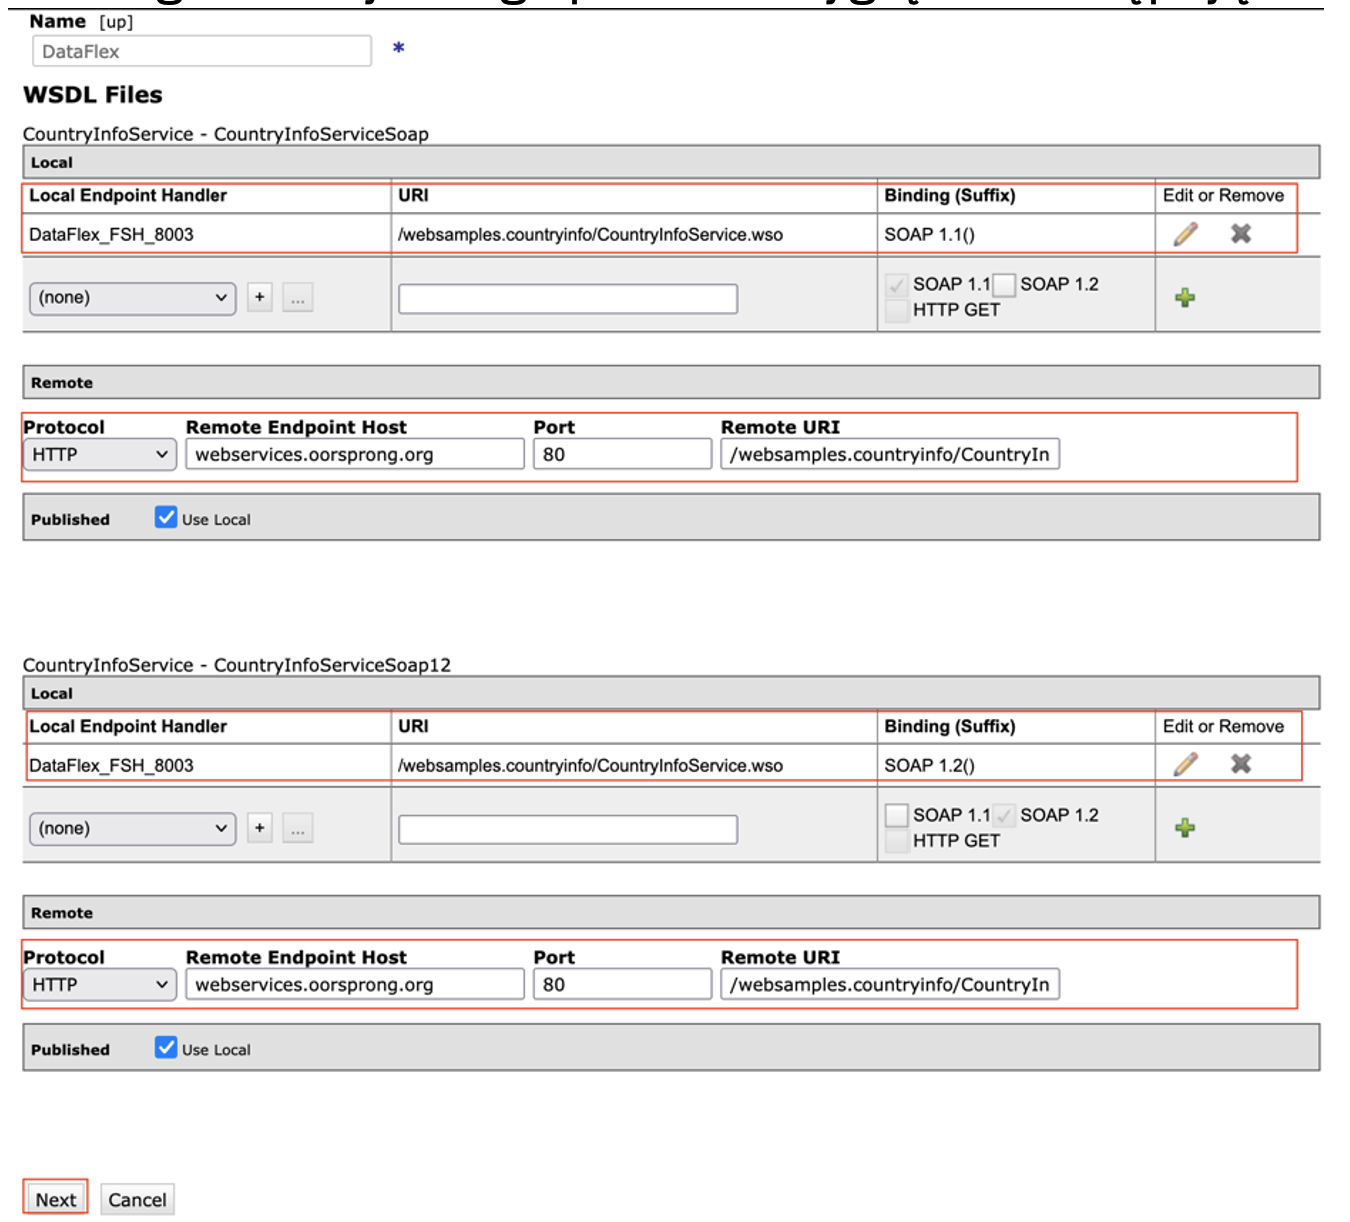 Name [up]
DataFlex *
WSDL Files
CountryInfoService - CountryInfoServiceSoap
Local
Local Endpoint Handler URI Binding (Suffix) Edit or Remove
DataFlex_FSH_8003 /websamples.countryinfo/CountryInfoService.wso SOAP 1.1()
(none) + ... SOAP 1.1 SOAP 1.2
HTTP GET
Remote
Protocol Remote Endpoint Host Port Remote URI
HTTP webservices.oorsprong.org 80 /websamples.countryinfo/CountryIn
Published Use Local
CountryInfoService - CountryInfoServiceSoap12
Local
Local Endpoint Handler URI Binding (Suffix) Edit or Remove
DataFlex_FSH_8003 /websamples.countryinfo/CountryInfoService.wso SOAP 1.2()
(none) + ... SOAP 1.1 SOAP 1.2
HTTP GET
Remote
Protocol Remote Endpoint Host Port Remote URI
HTTP webservices.oorsprong.org 80 /websamples.countryinfo/CountryIn
Published Use Local
Next Cancel